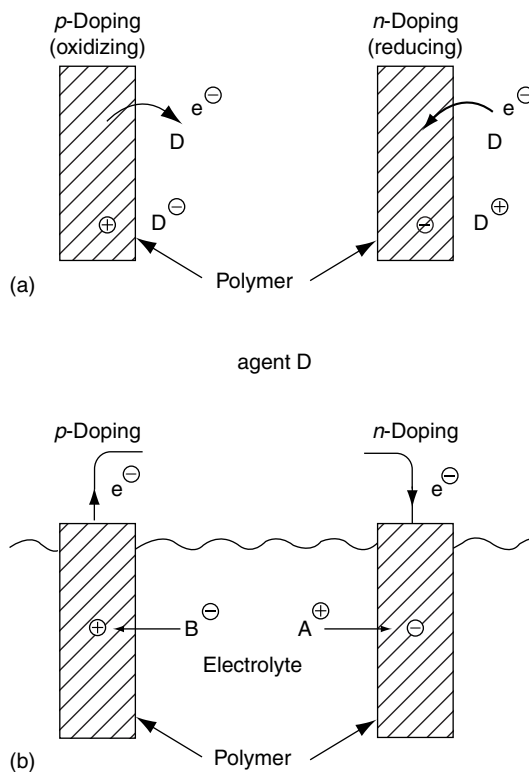 p-Doping
(oxidizing)
n-Doping
(reducing)
e⊖
e⊖
D
D
D⊖
D⊕
⊕
⊖
Polymer
(a)
agent D
p-Doping
n-Doping
e⊖
e⊖
⊕
B⊖
A⊕
⊖
Electrolyte
Polymer
(b)